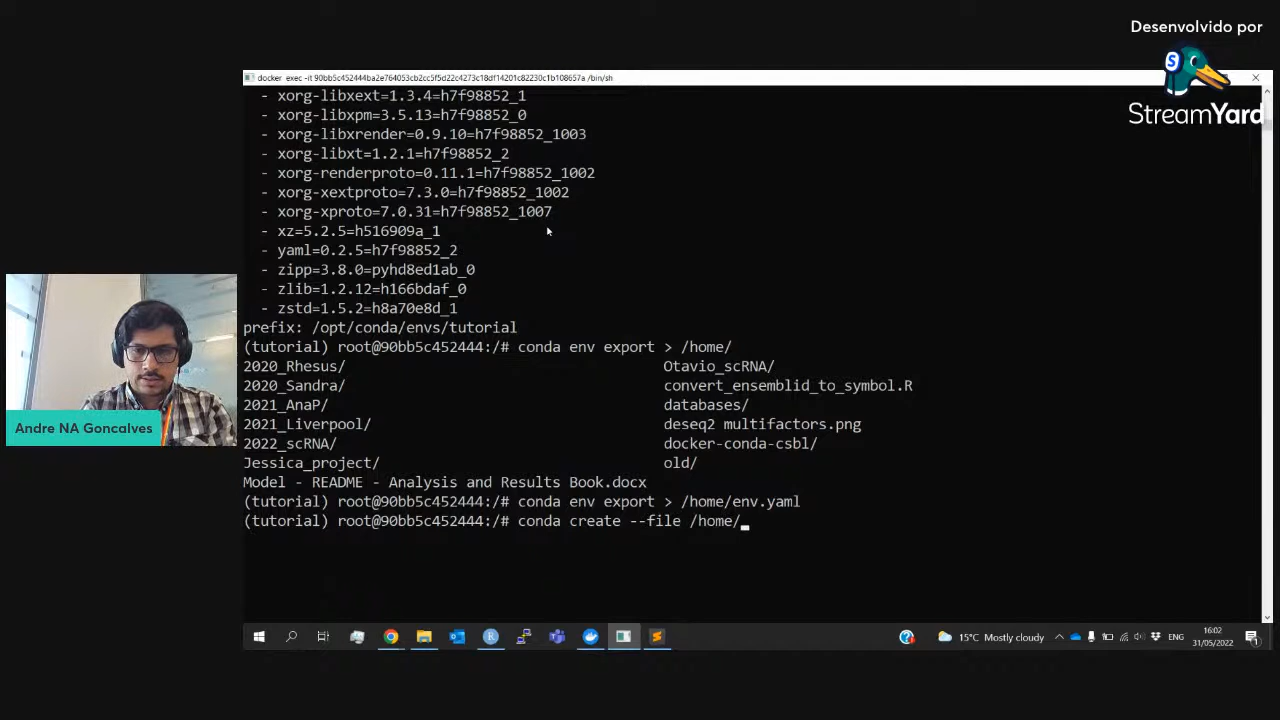 Desenvolvido por
S
StreamYard
docker exec -it 90bb5c452444ba2e764053cb2cc5f5d22c4273c18df14201c82230c1b108657a /bin/sh
- xorg-libxext=1.3.4=h7f98852_1
- xorg-libxpm=3.5.13=h7f98852_0
- xorg-libxrender=0.9.10=h7f98852_1003
- xorg-libxt=1.2.1=h7f98852_2
- xorg-renderproto=0.11.1=h7f98852_1002
- xorg-xextproto=7.3.0=h7f98852_1002
- xorg-xproto=7.0.31=h7f98852_1007
- xz=5.2.5=h516909a_1
- yaml=0.2.5=h7f98852_2
- zipp=3.8.0=pyhd8ed1ab_0
- zlib=1.2.12=h166bdaf_0
- zstd=1.5.2=h8a70e8d_1
prefix: /opt/conda/envs/tutorial
(tutorial) root@90bb5c452444:/# conda env export > /home/
2020_Rhesus/ Otavio_scRNA/
2020_Sandra/ convert_ensemblid_to_symbol.R
2021_AnaP/ databases/
2021_Liverpool/ deseq2 multifactors.png
2022_scRNA/ docker-conda-csbl/
Jessica_project/ old/
Model - README - Analysis and Results Book.docx
(tutorial) root@90bb5c452444:/# conda env export > /home/env.yaml
(tutorial) root@90bb5c452444:/# conda create --file /home/
Andre NA Goncalves
15°C Mostly cloudy
ENG
16:02
31/05/2022